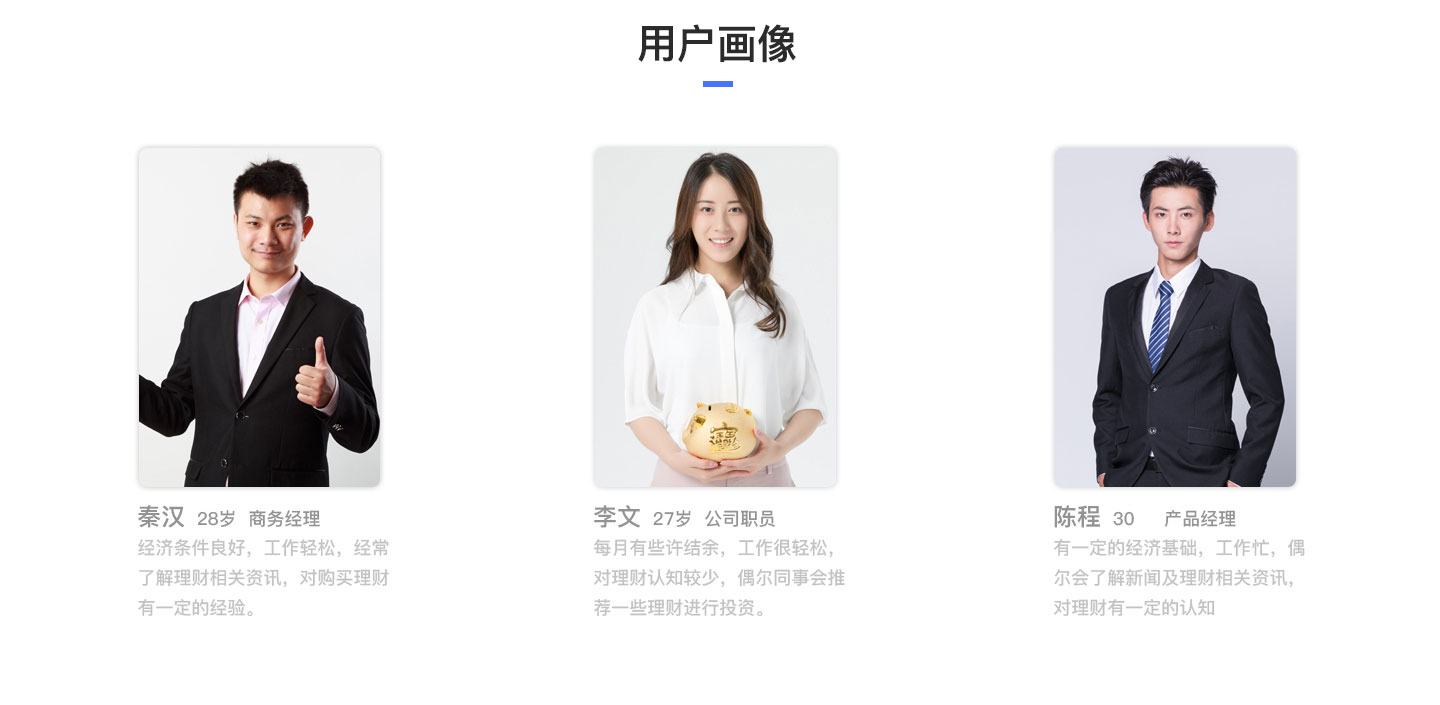 用户画像
秦汉 28岁 商务经理
经济条件良好，工作轻松，经常
了解理财相关资讯，对购买理财
有一定的经验。
李文 27岁 公司职员
每月有些许结余，工作很轻松，
对理财认知较少，偶尔同事会推
荐一些理财进行投资。
陈程 30 产品经理
有一定的经济基础，工作忙，偶
尔会了解新闻及理财相关资讯，
对理财有一定的认知